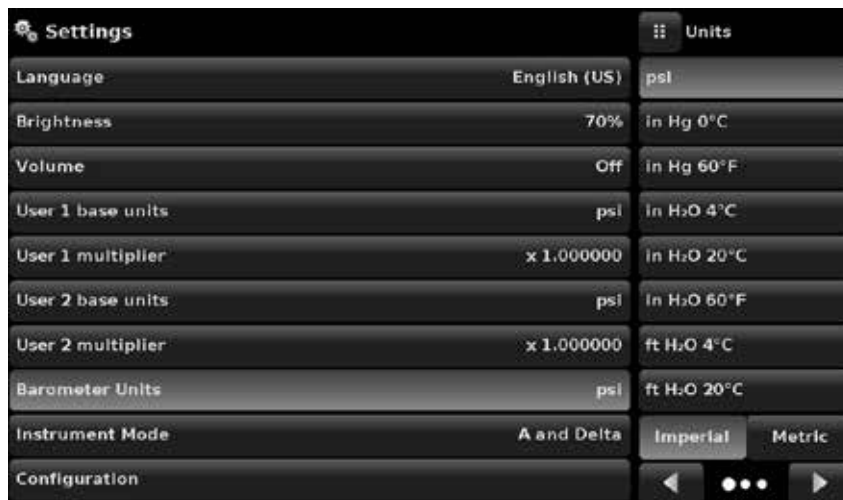 Settings
Units
Language English (US)
psi
Brightness 70%
in Hg 0°C
Volume Off
in Hg 60°F
User 1 base units psi
in H₂O 4°C
User 1 multiplier x 1.000000
in H₂O 20°C
User 2 base units psi
in H₂O 60°F
User 2 multiplier x 1.000000
ft H₂O 4°C
Barometer Units psi
ft H₂O 20°C
Instrument Mode A and Delta
Imperial Metric
Configuration